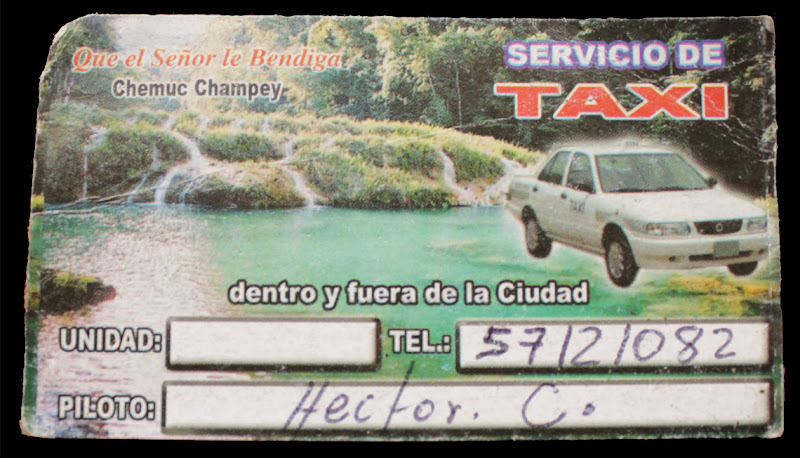 Que el Señor le Bendiga
Chemuc Champey
SERVICIO DE
TAXI
TAXI
dentro y fuera de la Ciudad
UNIDAD:
TEL.: 57121082
PILOTO: Hector. C.